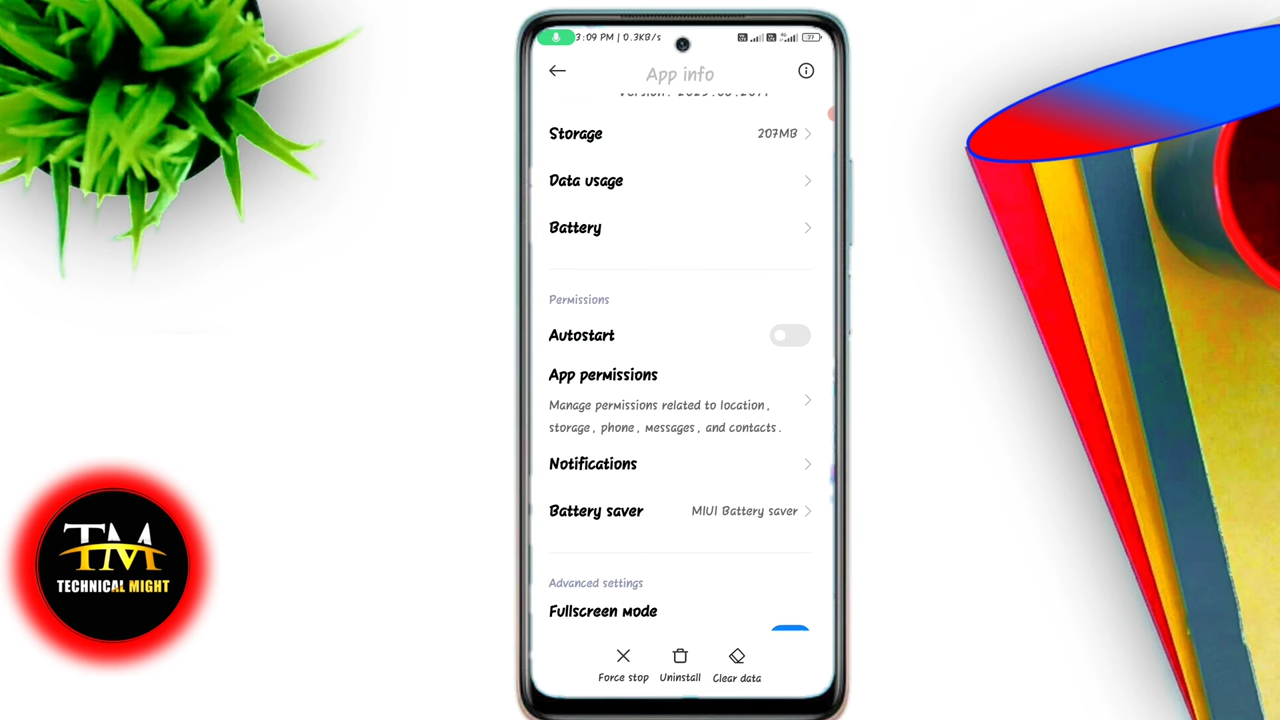 3:09 PM | 0.3KB/s
App info
Storage 207MB
Data usage
Battery
Permissions
Autostart
App permissions
Manage permissions related to location,
storage, phone, messages, and contacts.
Notifications
Battery saver MIUI Battery saver
Advanced settings
Fullscreen mode
Force stop Uninstall Clear data
TM
TECHNICAL MIGHT